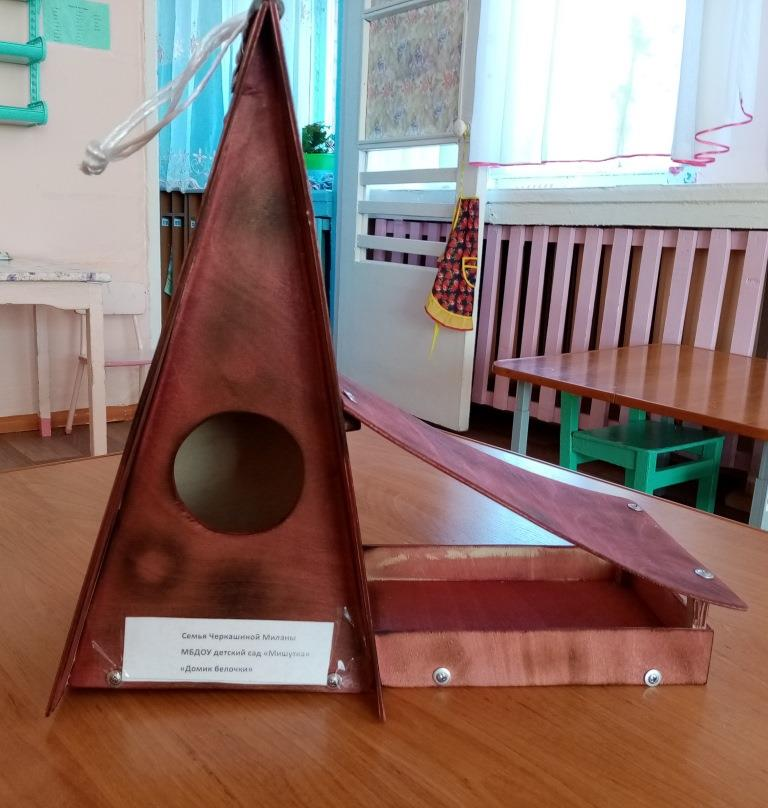 Семья Черкашиной Миланы
МБДОУ детский сад «Мишутка»
«Домик белочки»